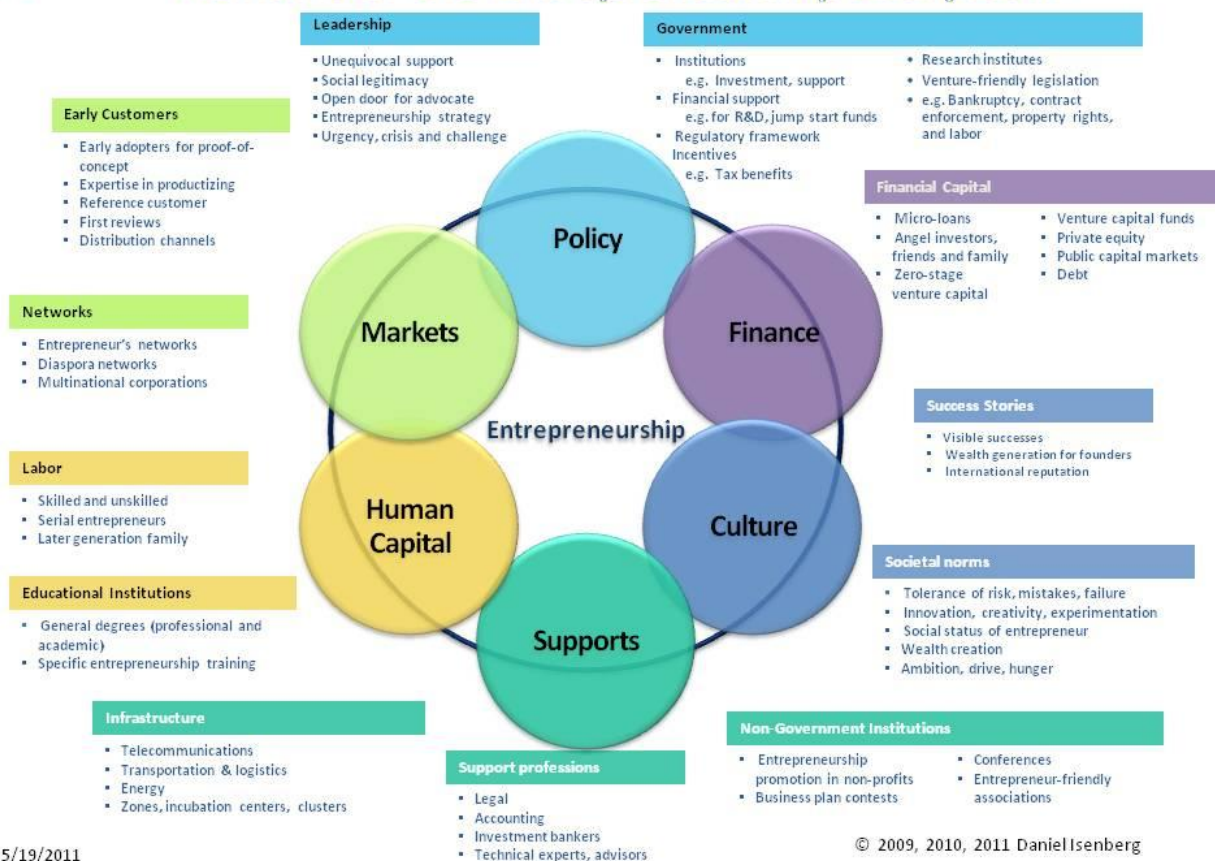 Leadership
▪ Unequivocal support
▪ Social legitimacy
▪ Open door for advocate
▪ Entrepreneurship strategy
▪ Urgency, crisis and challenge
Government
▪ Institutions
e.g. Investment, support
▪ Financial support
e.g. for R&D, jump start funds
▪ Regulatory framework
Incentives
e.g. Tax benefits
• Research institutes
• Venture-friendly legislation
• e.g. Bankruptcy, contract
enforcement, property rights,
and labor
Early Customers
▪ Early adopters for proof-of-
concept
▪ Expertise in productizing
▪ Reference customer
▪ First reviews
▪ Distribution channels
Financial Capital
▪ Micro-loans
▪ Angel investors,
friends and family
▪ Zero-stage
venture capital
▪ Venture capital funds
▪ Private equity
▪ Public capital markets
▪ Debt
Networks
▪ Entrepreneur's networks
▪ Diaspora networks
▪ Multinational corporations
Policy
Markets
Finance
Entrepreneurship
Human
Capital
Culture
Supports
Success Stories
▪ Visible successes
▪ Wealth generation for founders
▪ International reputation
Labor
▪ Skilled and unskilled
▪ Serial entrepreneurs
▪ Later generation family
Societal norms
▪ Tolerance of risk, mistakes, failure
▪ Innovation, creativity, experimentation
▪ Social status of entrepreneur
▪ Wealth creation
▪ Ambition, drive, hunger
Educational Institutions
▪ General degrees (professional and
academic)
▪ Specific entrepreneurship training
Infrastructure
▪ Telecommunications
▪ Transportation & logistics
▪ Energy
▪ Zones, incubation centers, clusters
Support professions
▪ Legal
▪ Accounting
▪ Investment bankers
▪ Technical experts, advisors
Non-Government Institutions
▪ Entrepreneurship
promotion in non-profits
▪ Business plan contests
▪ Conferences
▪ Entrepreneur-friendly
associations
5/19/2011
© 2009, 2010, 2011 Daniel Isenberg